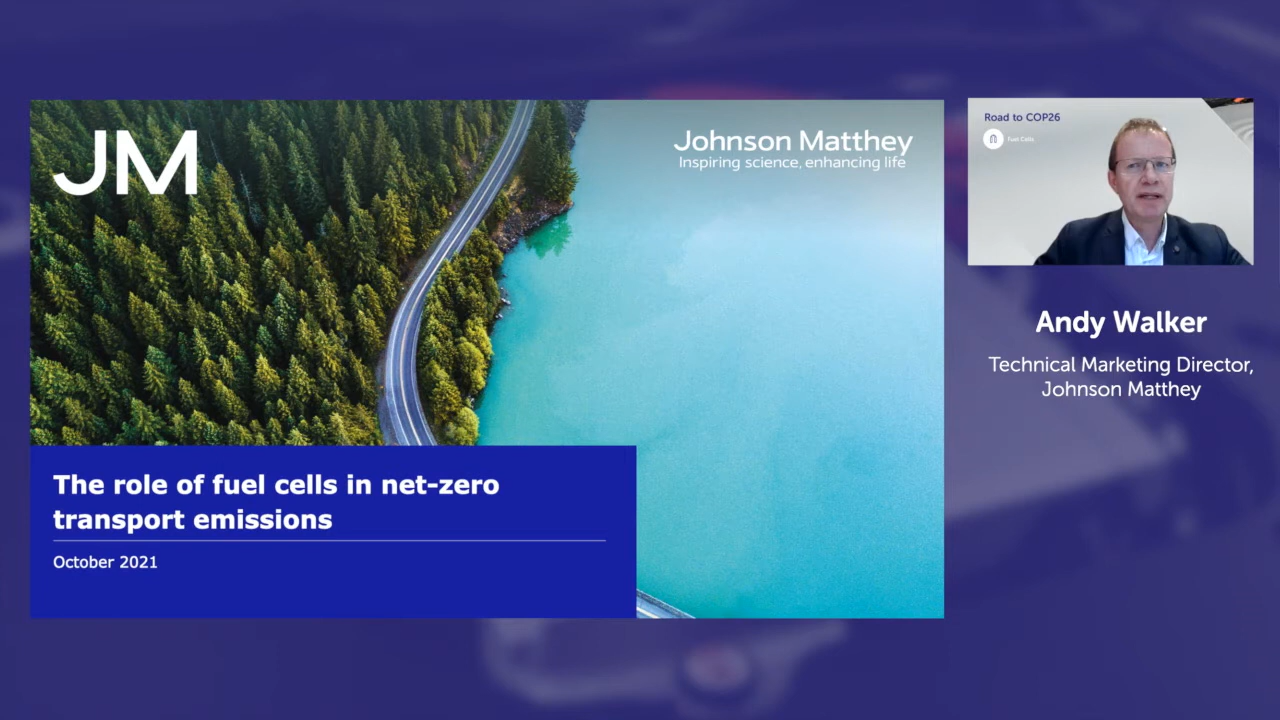 JM
Johnson Matthey
Inspiring science, enhancing life
The role of fuel cells in net-zero
transport emissions
October 2021
Road to COP26
Fuel Cells
Andy Walker
Technical Marketing Director,
Johnson Matthey